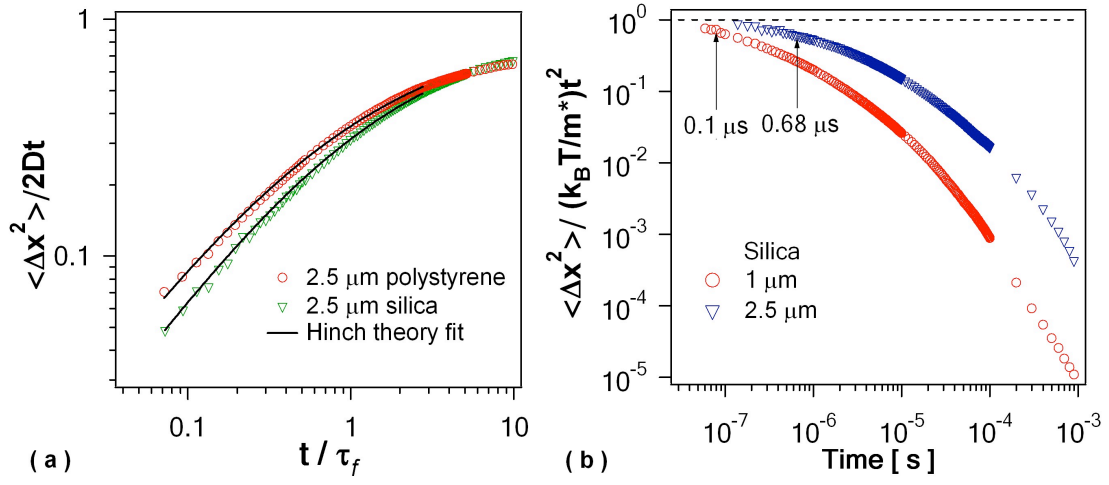 1
0.1
<Δx²>/2Dt
2.5 μm polystyrene
2.5 μm silica
Hinch theory fit
0.1
1
10
t / τf
( a )
10⁰
10⁻¹
10⁻²
10⁻³
10⁻⁴
10⁻⁵
<Δx²>/ (kBT/m*)t²
0.1 μs
0.68 μs
Silica
1 μm
2.5 μm
10⁻⁷
10⁻⁶
10⁻⁵
10⁻⁴
10⁻³
Time [ s ]
( b )